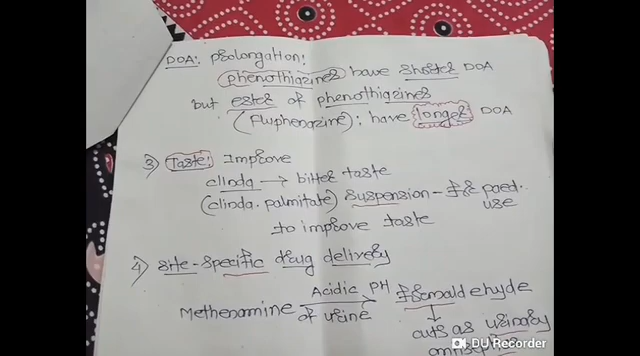 DOA: prolongation:
phenothiazines have shorter DOA
but ester of phenothiazines
(Fluphenazine): have longer DOA
3) Taste: Improve
clinda → bitter taste
(clinda. palmitate) suspension - for paed.
use
to improve taste
4) site-specific drug delivery
Methenamine Acidic PH of urine → formaldehyde
↓
acts as urinary
antiseptic
DU Recorder